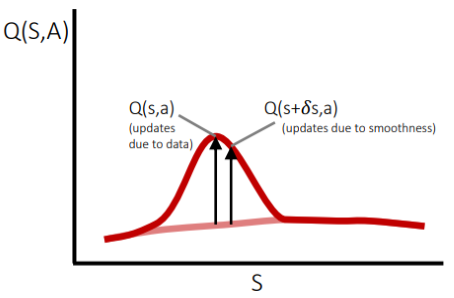 Q(S,A)
Q(s,a)
(updates
due to data)
Q(s+δs,a)
(updates due to smoothness)
S